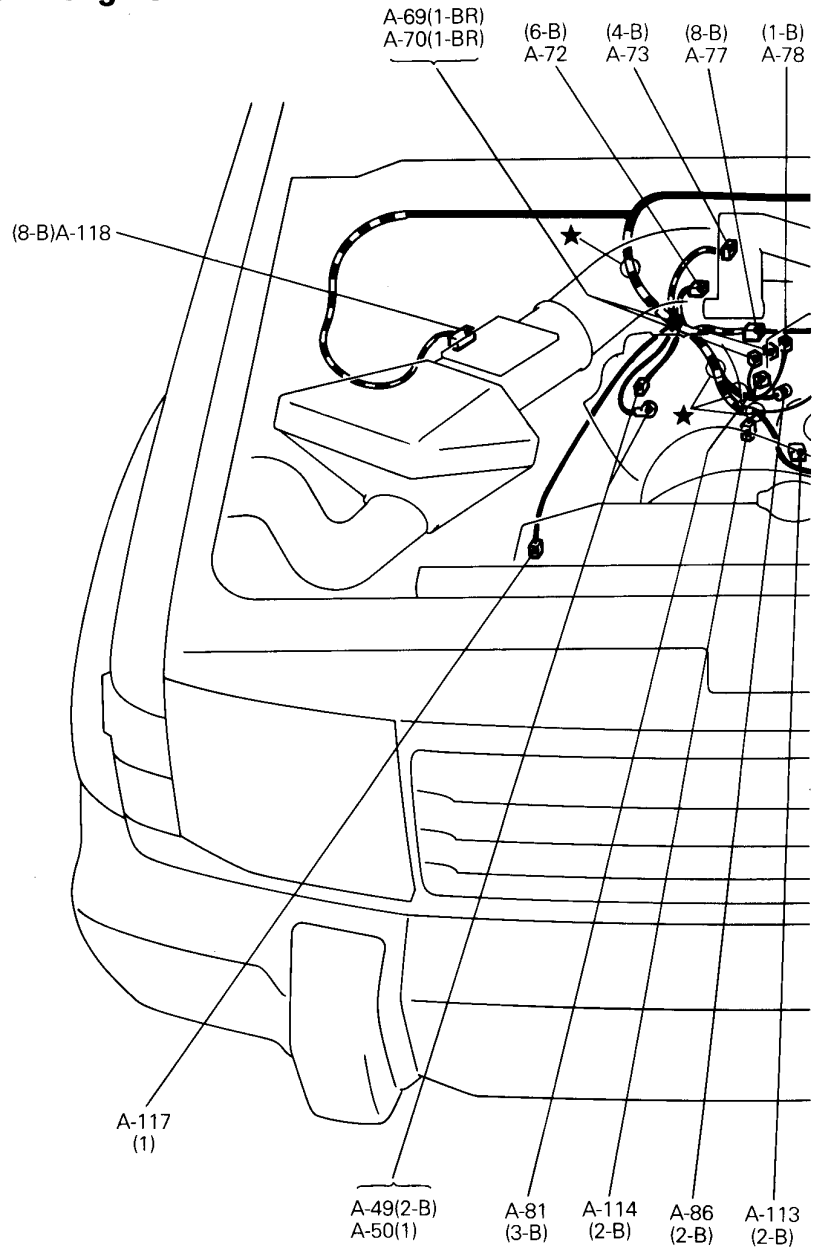 A-69(1-BR)
A-70(1-BR)
(6-B)
A-72
(4-B)
A-73
(8-B)
A-77
(1-B)
A-78
(8-B)A-118
A-117
(1)
A-49(2-B)
A-50(1)
A-81
(3-B)
A-114
(2-B)
A-86
(2-B)
A-113
(2-B)